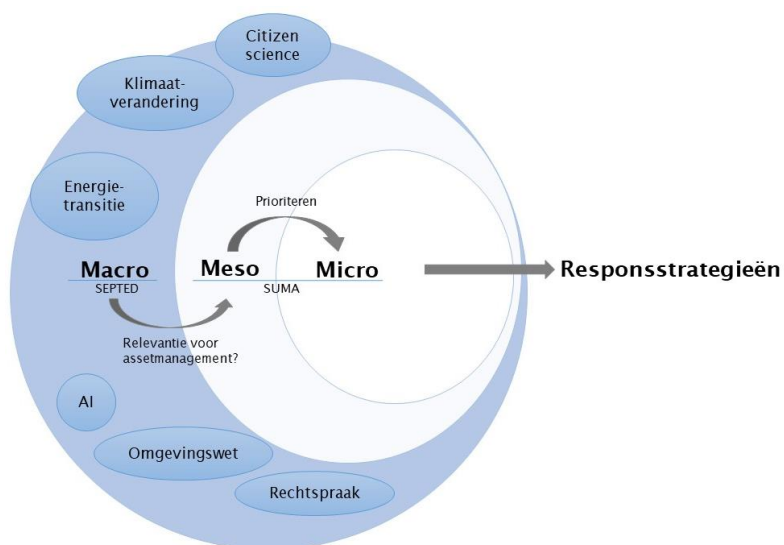 Citizen
science
Klimaat-
verandering
Energie-
transitie
Prioriteren
Macro
SEPTED
Meso
Micro
SUMA
Responsstrategieën
Relevantie voor
assetmanagement?
AI
Omgevingswet
Rechtspraak